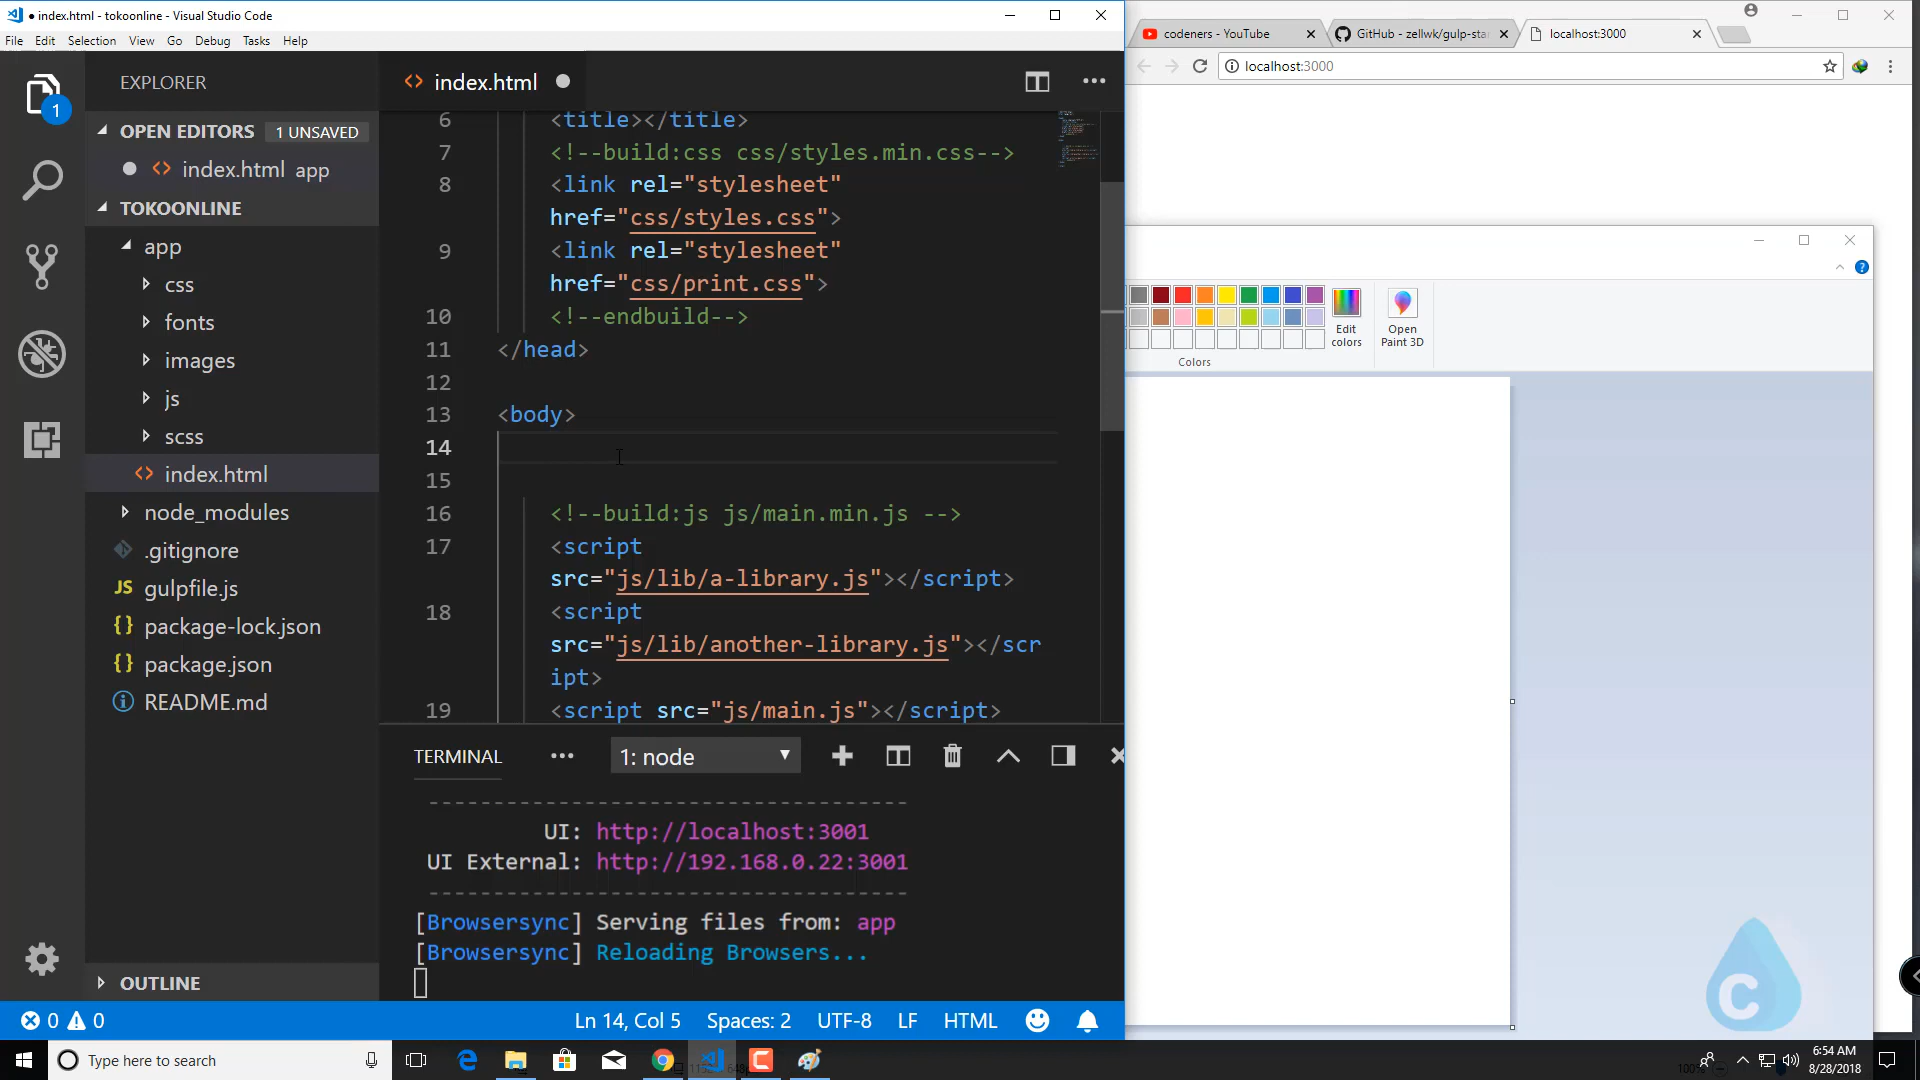 ● index.html - tokoonline - Visual Studio Code
File Edit Selection View Go Debug Tasks Help
1
EXPLORER
OPEN EDITORS 1 UNSAVED
index.html app
TOKOONLINE
app
css
fonts
images
js
scss
index.html
node_modules
.gitignore
JS gulpfile.js
{} package-lock.json
{} package.json
README.md
OUTLINE
<> index.html
6 <title></title>
7 <!--build:css css/styles.min.css-->
8 <link rel="stylesheet"
href="css/styles.css">
9 <link rel="stylesheet"
href="css/print.css">
10 <!--endbuild-->
11 </head>
12
13 <body>
14
15
16 <!--build:js js/main.min.js -->
17 <script
src="js/lib/a-library.js"></script>
18 <script
src="js/lib/another-library.js"></scr
ipt>
19 <script src="js/main.js"></script>
TERMINAL ... 1: node
---------------------------------------
UI: http://localhost:3001
UI External: http://192.168.0.22:3001
---------------------------------------
[Browsersync] Serving files from: app
[Browsersync] Reloading Browsers...
0 0 Ln 14, Col 5 Spaces: 2 UTF-8 LF HTML
codeners - YouTube
GitHub - zellwk/gulp-sta
localhost:3000
localhost:3000
Edit
colors
Open
Paint 3D
Colors
C
Type here to search
6:54 AM
8/28/2018